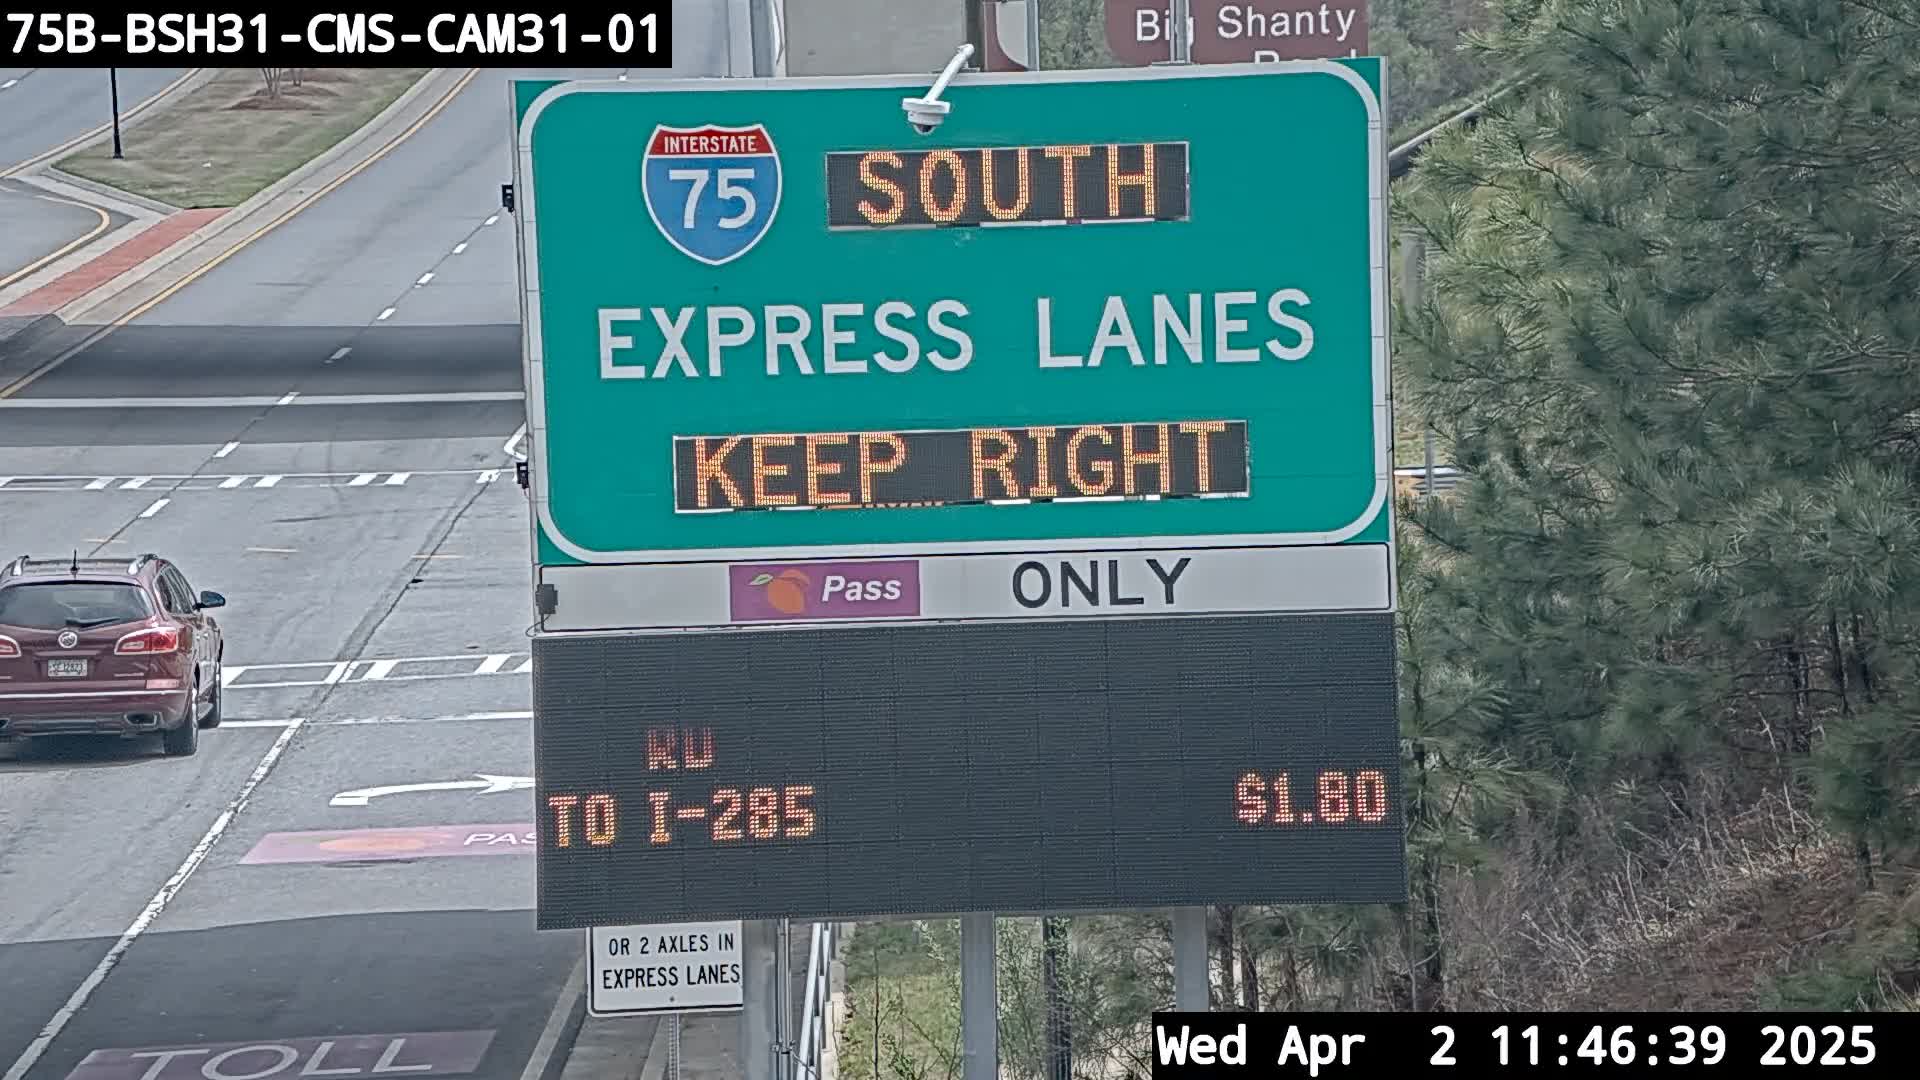 75B-BSH31-CMS-CAM31-01
Big Shanty
INTERSTATE
75
SOUTH
EXPRESS LANES
KEEP RIGHT
Pass
ONLY
TO I-285
$1.80
OR 2 AXLES IN
EXPRESS LANES
TOLL
Wed Apr 2 11:46:39 2025